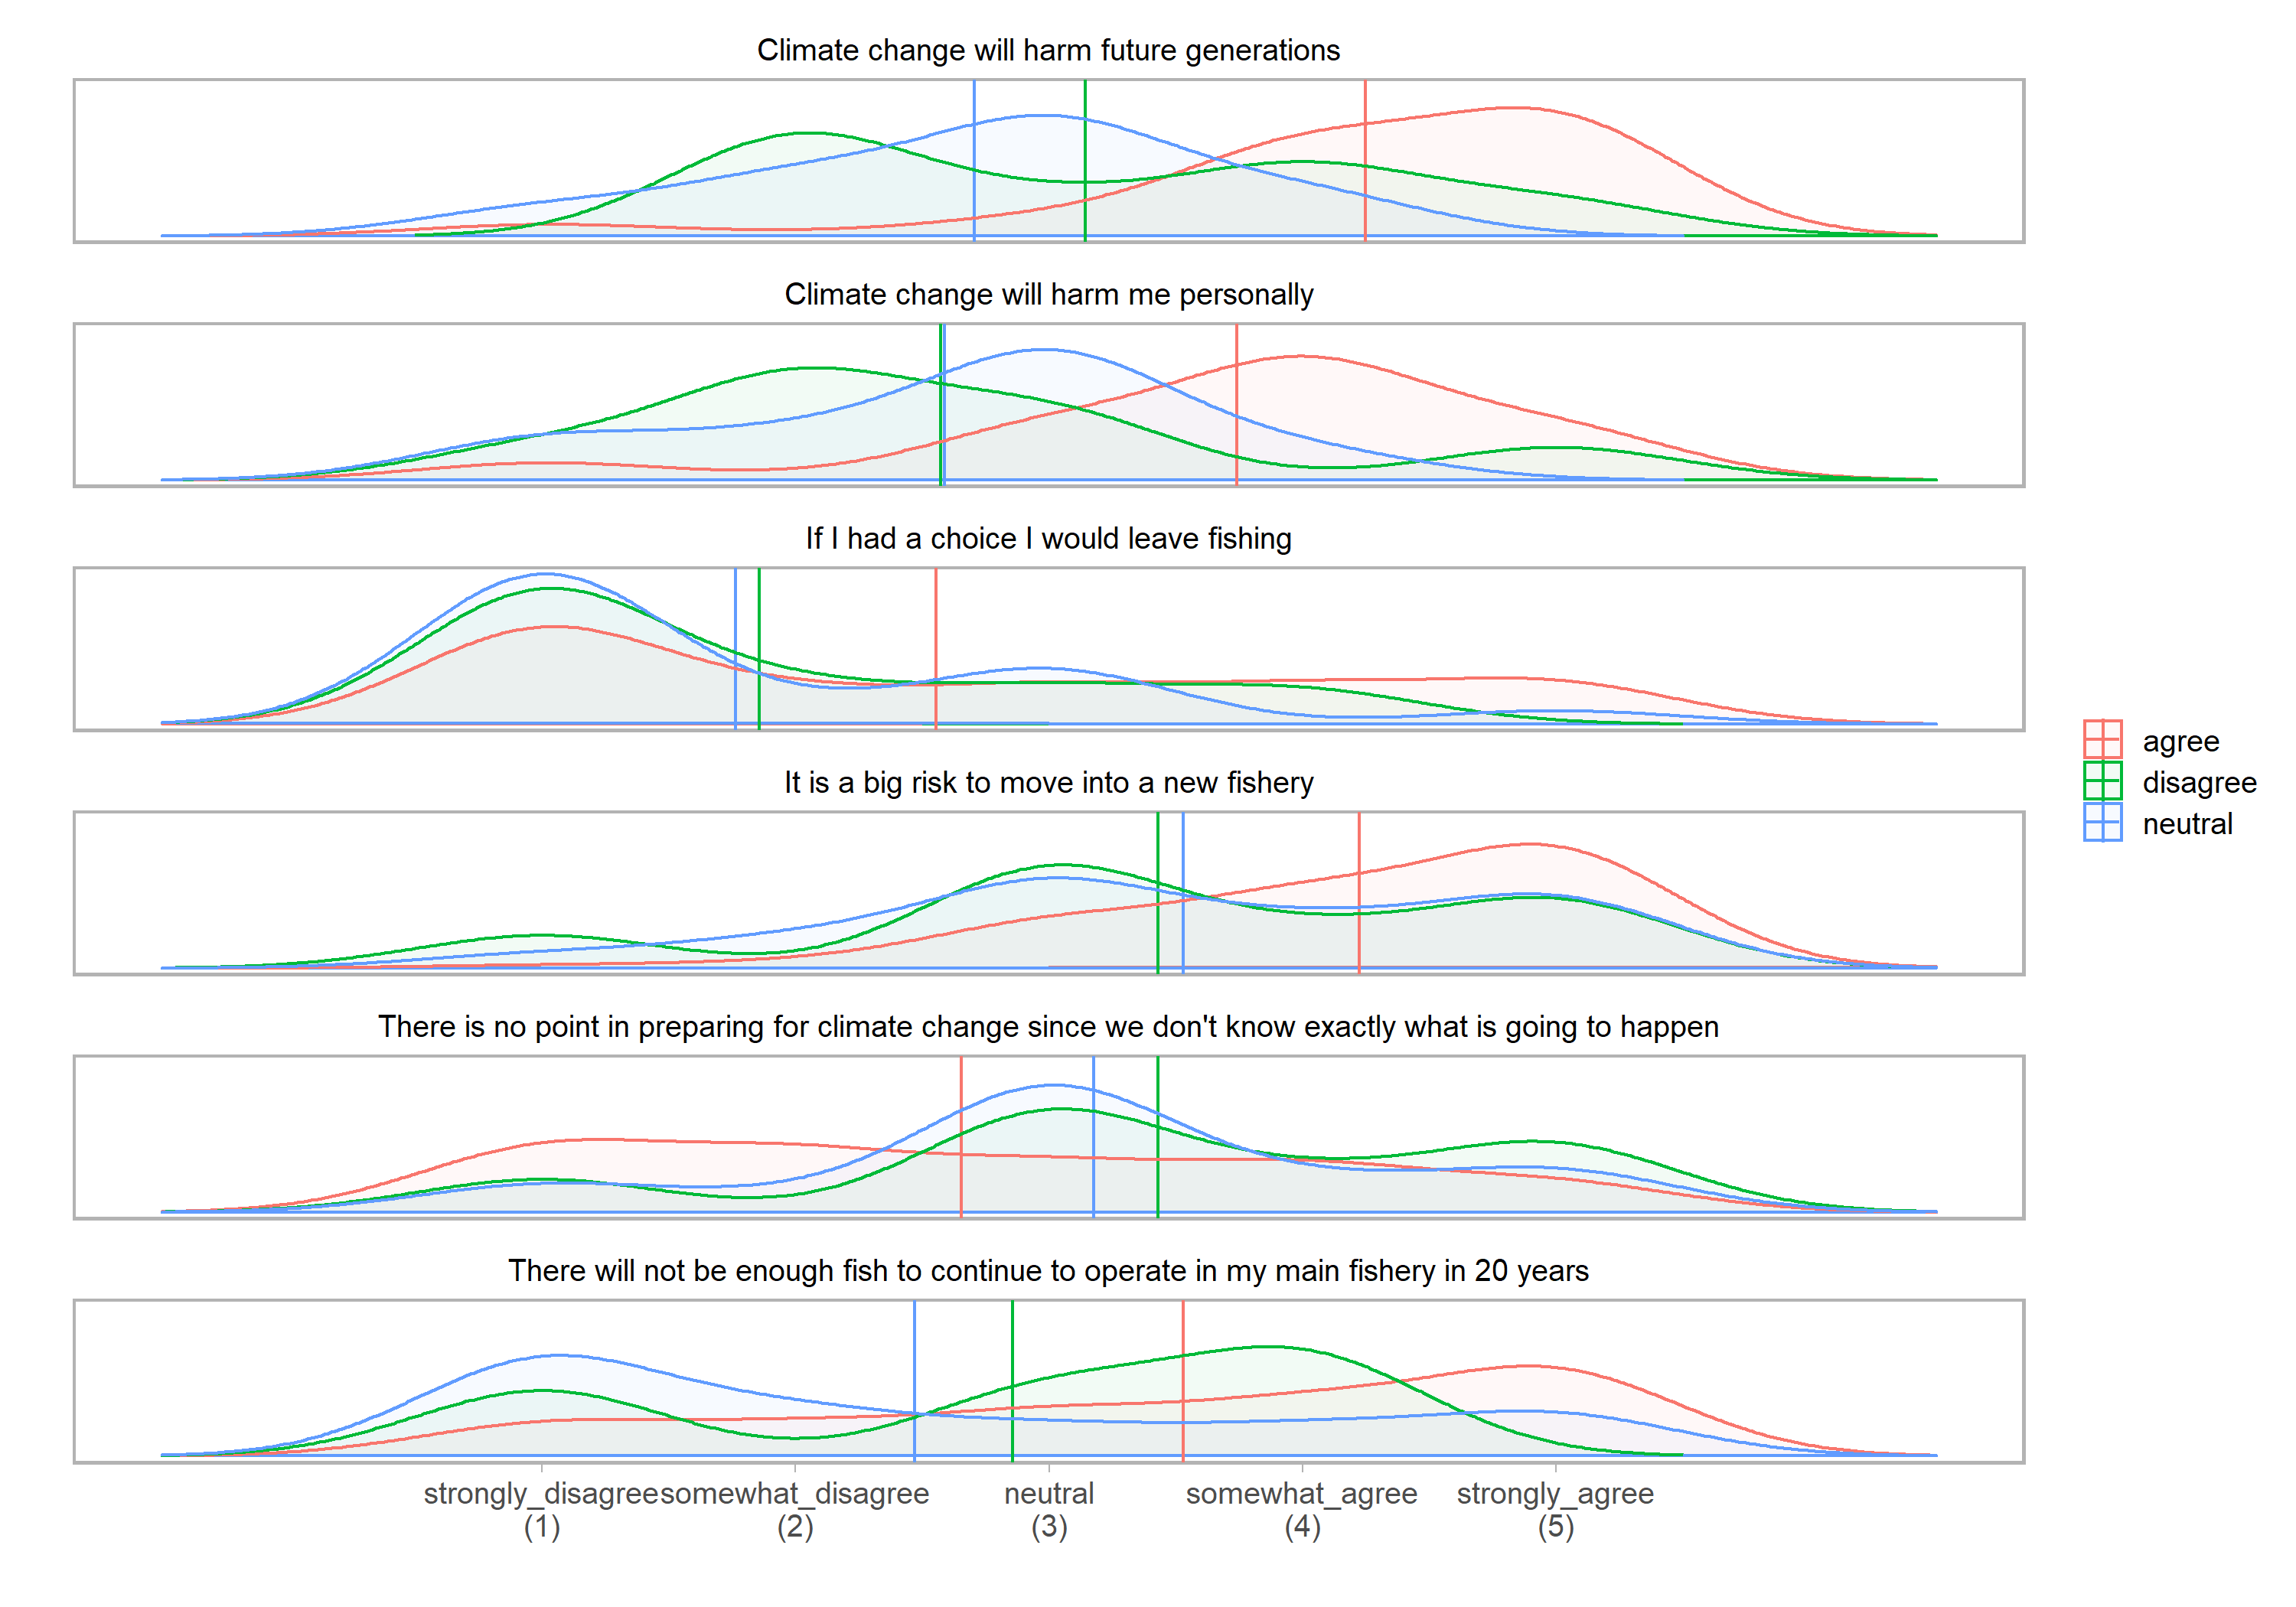 Climate change will harm future generations
Climate change will harm me personally
If I had a choice I would leave fishing
It is a big risk to move into a new fishery
There is no point in preparing for climate change since we don't know exactly what is going to happen
There will not be enough fish to continue to operate in my main fishery in 20 years
strongly_disagree somewhat_disagree neutral somewhat_agree strongly_agree
(1) (2) (3) (4) (5)
agree
disagree
neutral